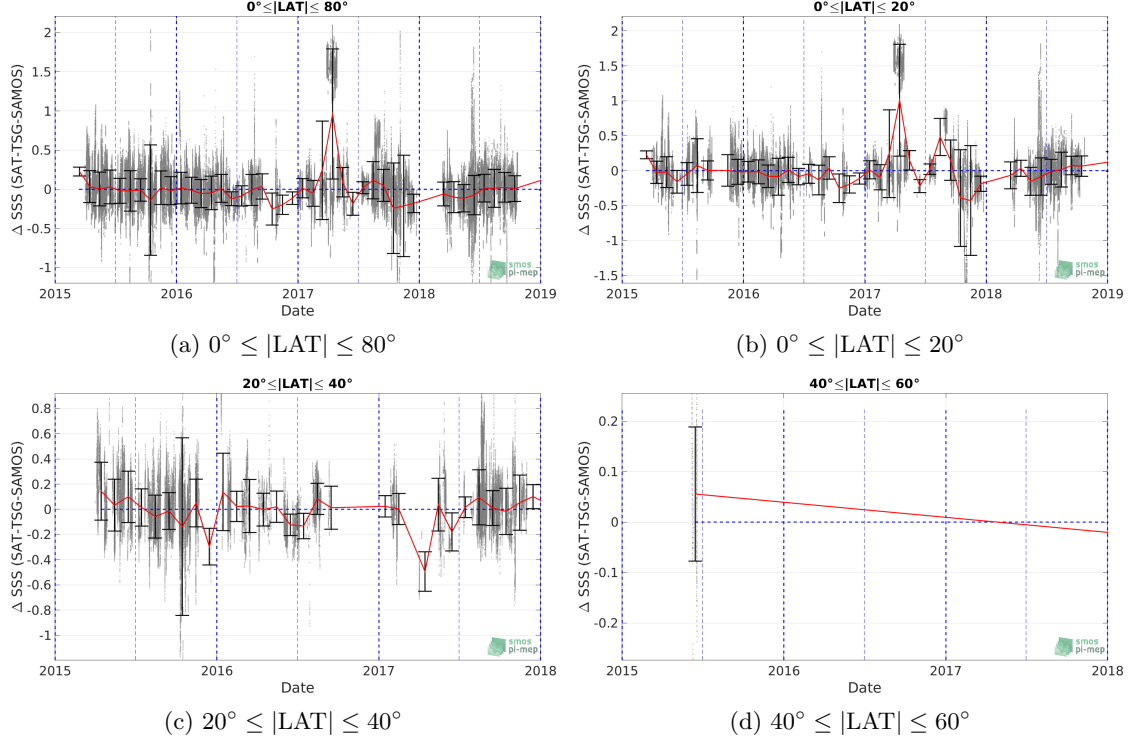 0°≤|LAT|≤ 80°
Δ SSS (SAT-TSG-SAMOS)
2
1.5
1
0.5
0
-0.5
-1
smos
pi-mep
2015 2016 2017 2018 2019
Date
(a) 0° ≤ |LAT| ≤ 80°
0°≤|LAT|≤ 20°
Δ SSS (SAT-TSG-SAMOS)
2
1.5
1
0.5
0
-0.5
-1
-1.5
smos
pi-mep
2015 2016 2017 2018 2019
Date
(b) 0° ≤ |LAT| ≤ 20°
20°≤|LAT|≤ 40°
Δ SSS (SAT-TSG-SAMOS)
0.8
0.6
0.4
0.2
0
-0.2
-0.4
-0.6
-0.8
-1
smos
pi-mep
2015 2016 2017 2018
Date
(c) 20° ≤ |LAT| ≤ 40°
40°≤|LAT|≤ 60°
Δ SSS (SAT-TSG-SAMOS)
0.2
0.1
0
-0.1
-0.2
smos
pi-mep
2015 2016 2017 2018
Date
(d) 40° ≤ |LAT| ≤ 60°